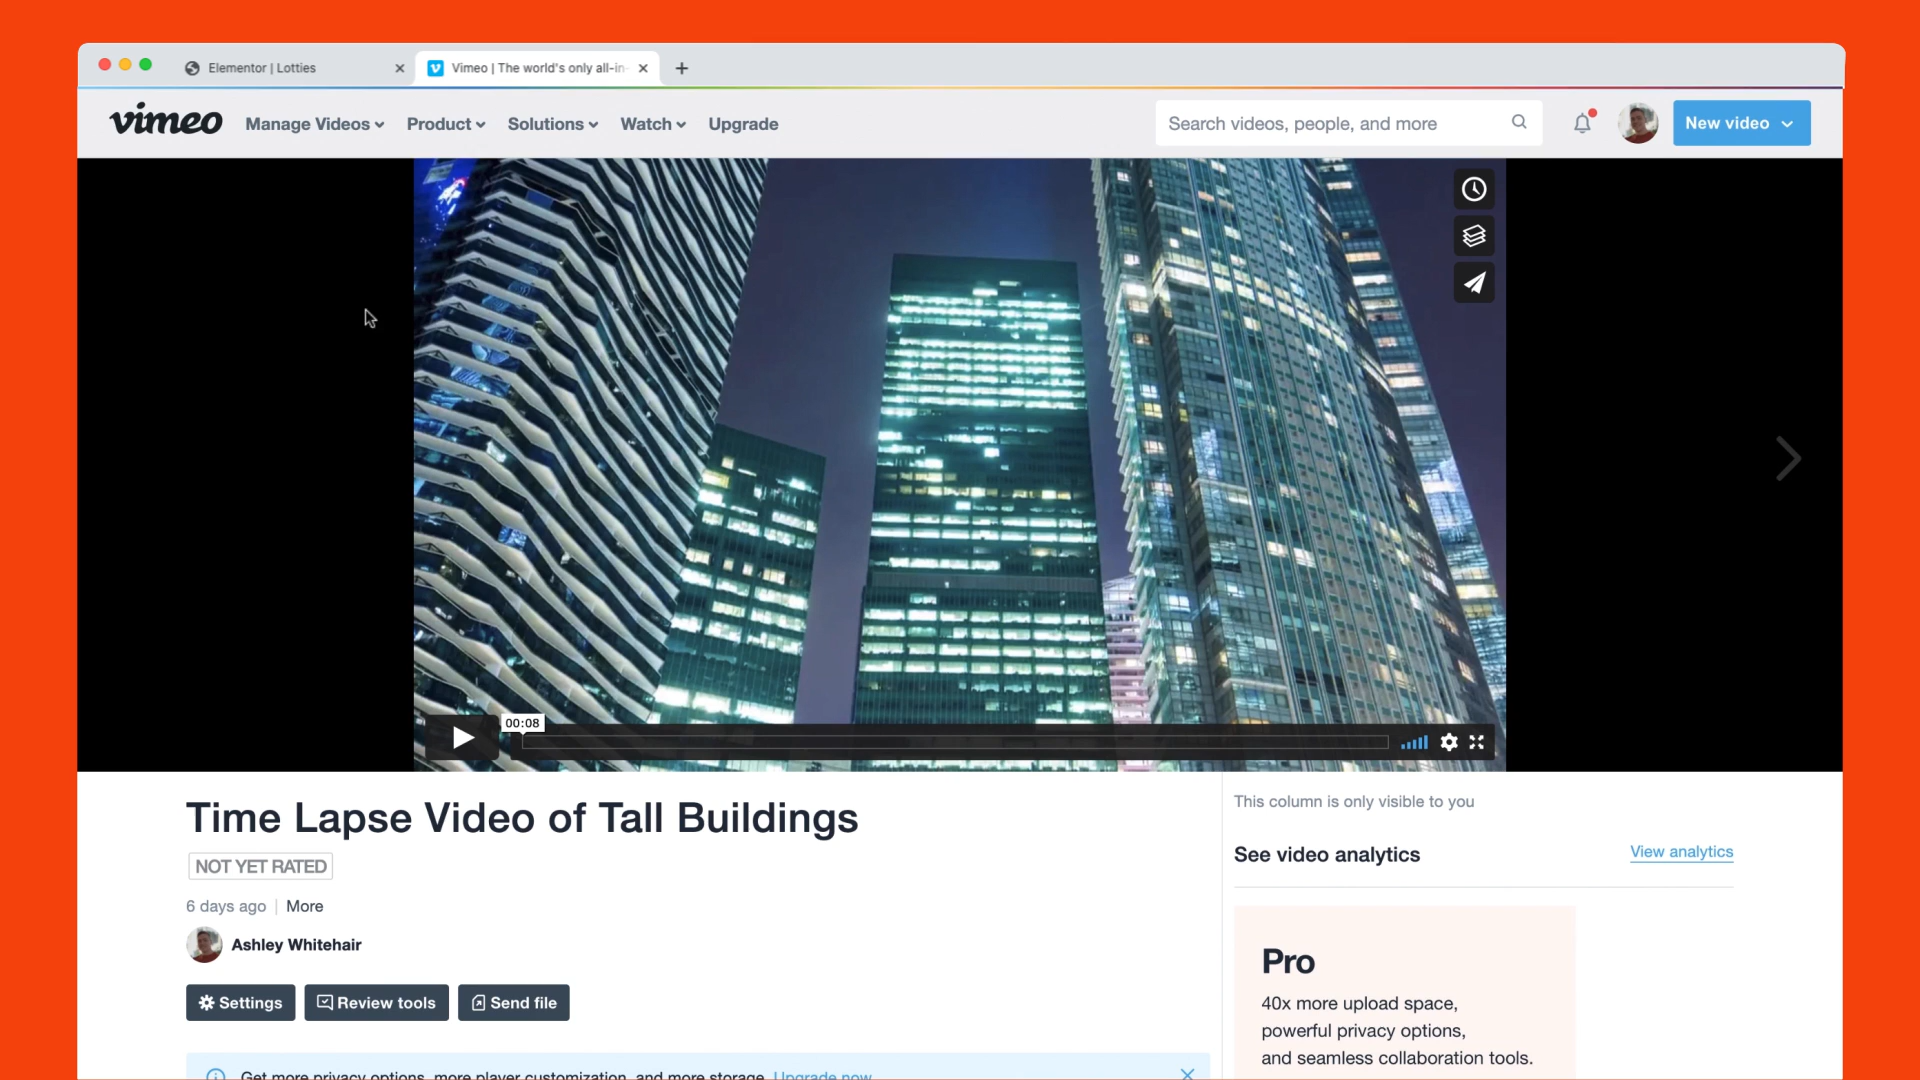 Elementor | Lotties
Vimeo | The world's only all-in-
vimeo
Manage Videos
Product
Solutions
Watch
Upgrade
Search videos, people, and more
New video
00:08
Time Lapse Video of Tall Buildings
NOT YET RATED
6 days ago | More
Ashley Whitehair
Settings
Review tools
Send file
Get more privacy options, more player customization, and more storage. Upgrade now
This column is only visible to you
See video analytics
View analytics
Pro
40x more upload space,
powerful privacy options,
and seamless collaboration tools.